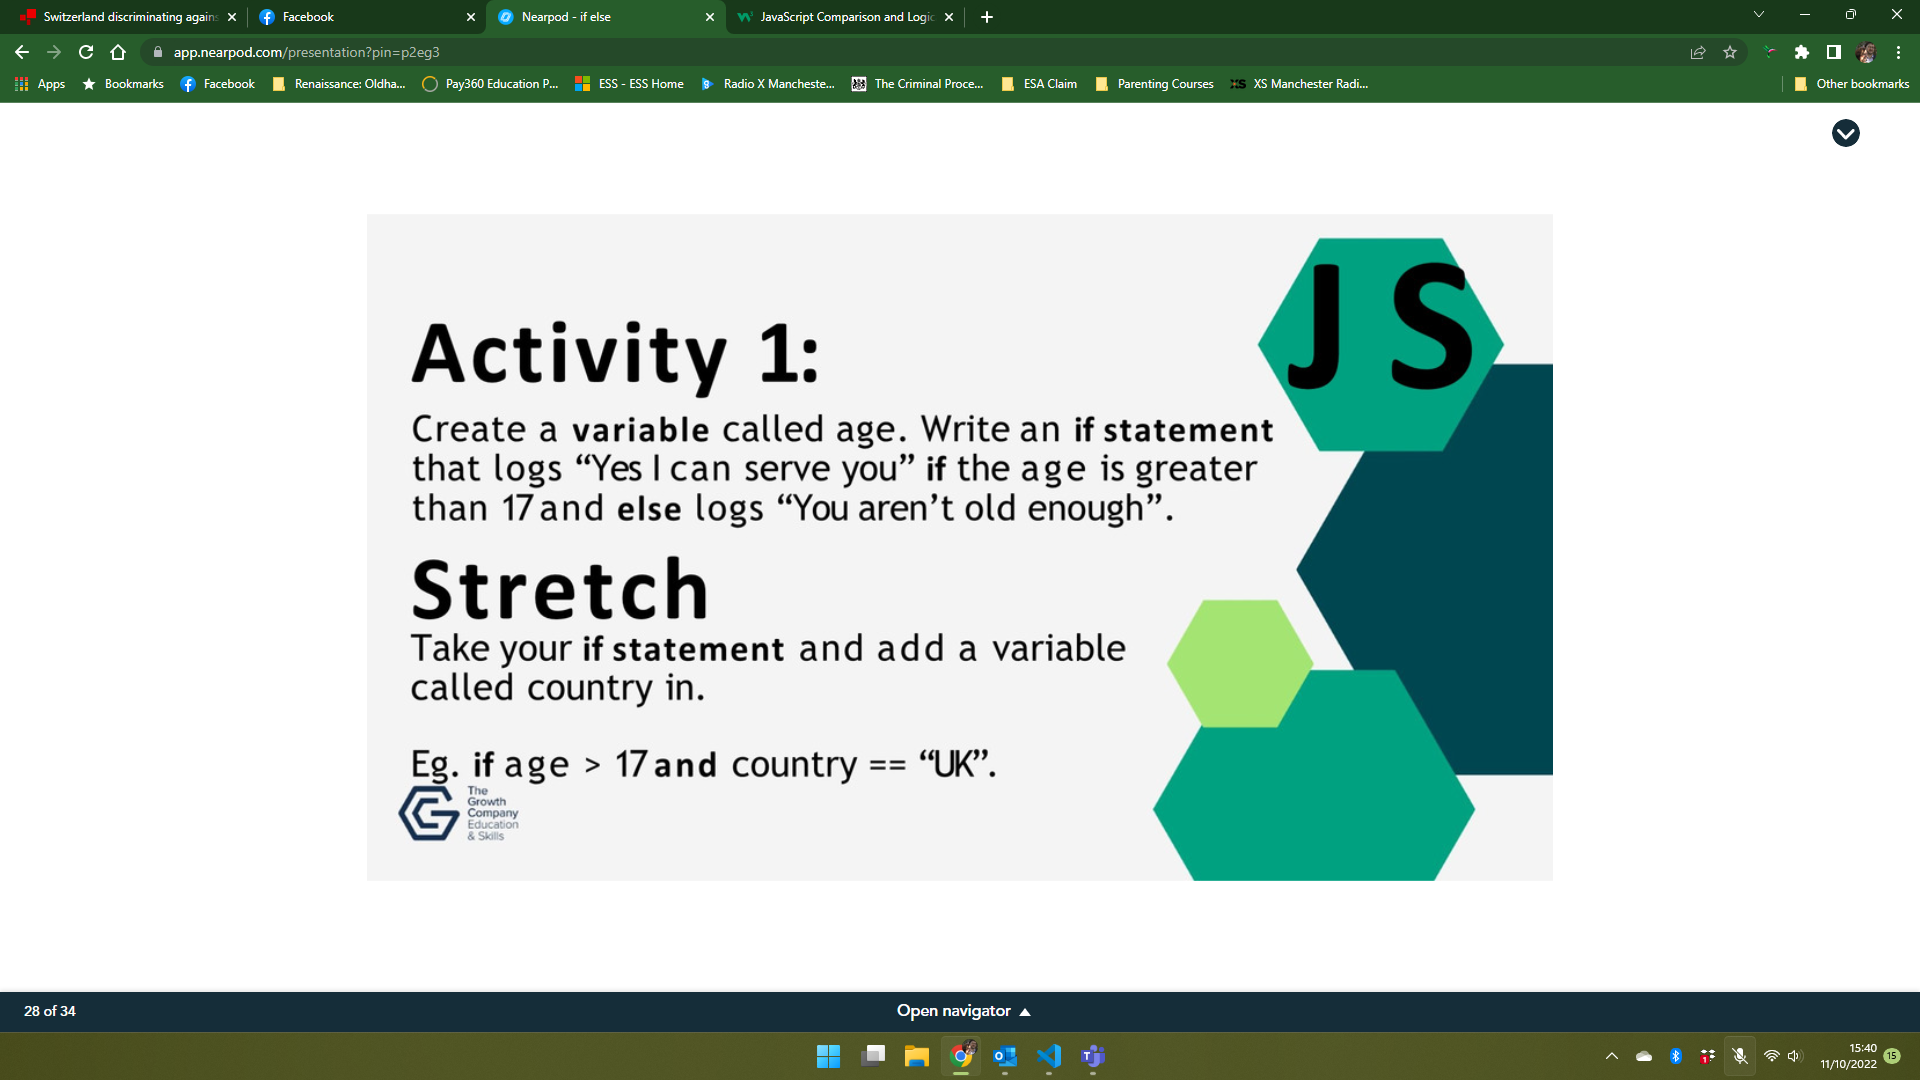 Switzerland discriminating agains
Facebook
Nearpod - if else
JavaScript Comparison and Logic
app.nearpod.com/presentation?pin=p2eg3
Apps
Bookmarks
Facebook
Renaissance: Oldha...
Pay360 Education P...
ESS - ESS Home
Radio X Mancheste...
The Criminal Proce...
ESA Claim
Parenting Courses
XS Manchester Radi...
Other bookmarks
JS
Activity 1:
Create a variable called age. Write an if statement
that logs “Yes I can serve you” if the age is greater
than 17 and else logs “You aren’t old enough”.
Stretch
Take your if statement and add a variable
called country in.
Eg. if age > 17 and country == “UK”.
The
Growth
Company
Education
& Skills
28 of 34
Open navigator
15:40
11/10/2022
15